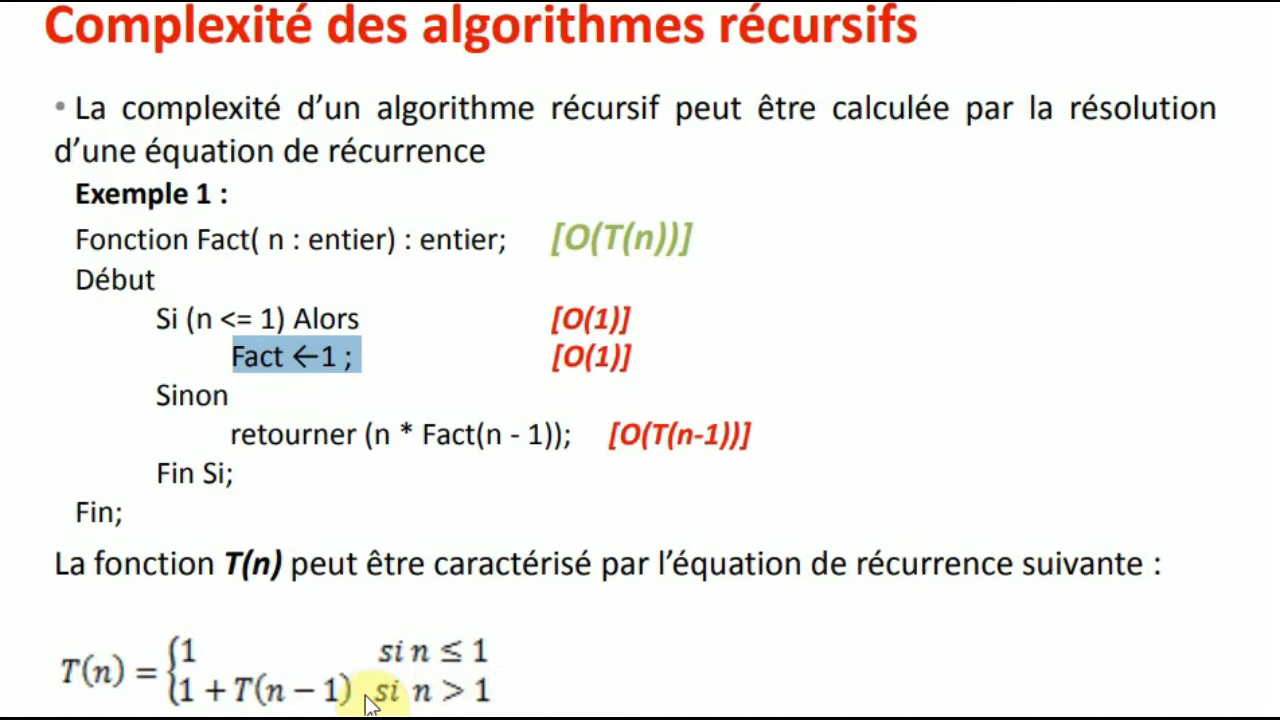 Complexité des algorithmes récursifs
• La complexité d’un algorithme récursif peut être calculée par la résolution
d’une équation de récurrence
Exemple 1 :
Fonction Fact( n : entier) : entier; [O(T(n))]
Début
Si (n <= 1) Alors [O(1)]
Fact ←1 ; [O(1)]
Sinon
retourner (n * Fact(n - 1)); [O(T(n-1))]
Fin Si;
Fin;
La fonction T(n) peut être caractérisé par l’équation de récurrence suivante :
T(n) = {1 si n ≤ 1
1 + T(n − 1) si n > 1